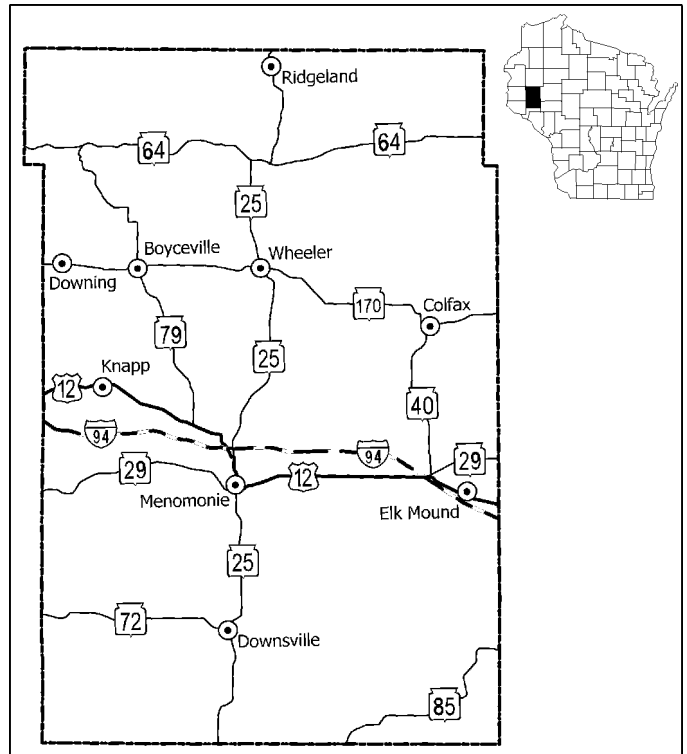 Ridgeland
64
64
25
Boyceville
Wheeler
Downing
170
Colfax
79
25
Knapp
12
40
94
94
29
29
12
Menomonie
Elk Mound
25
72
Downsville
85